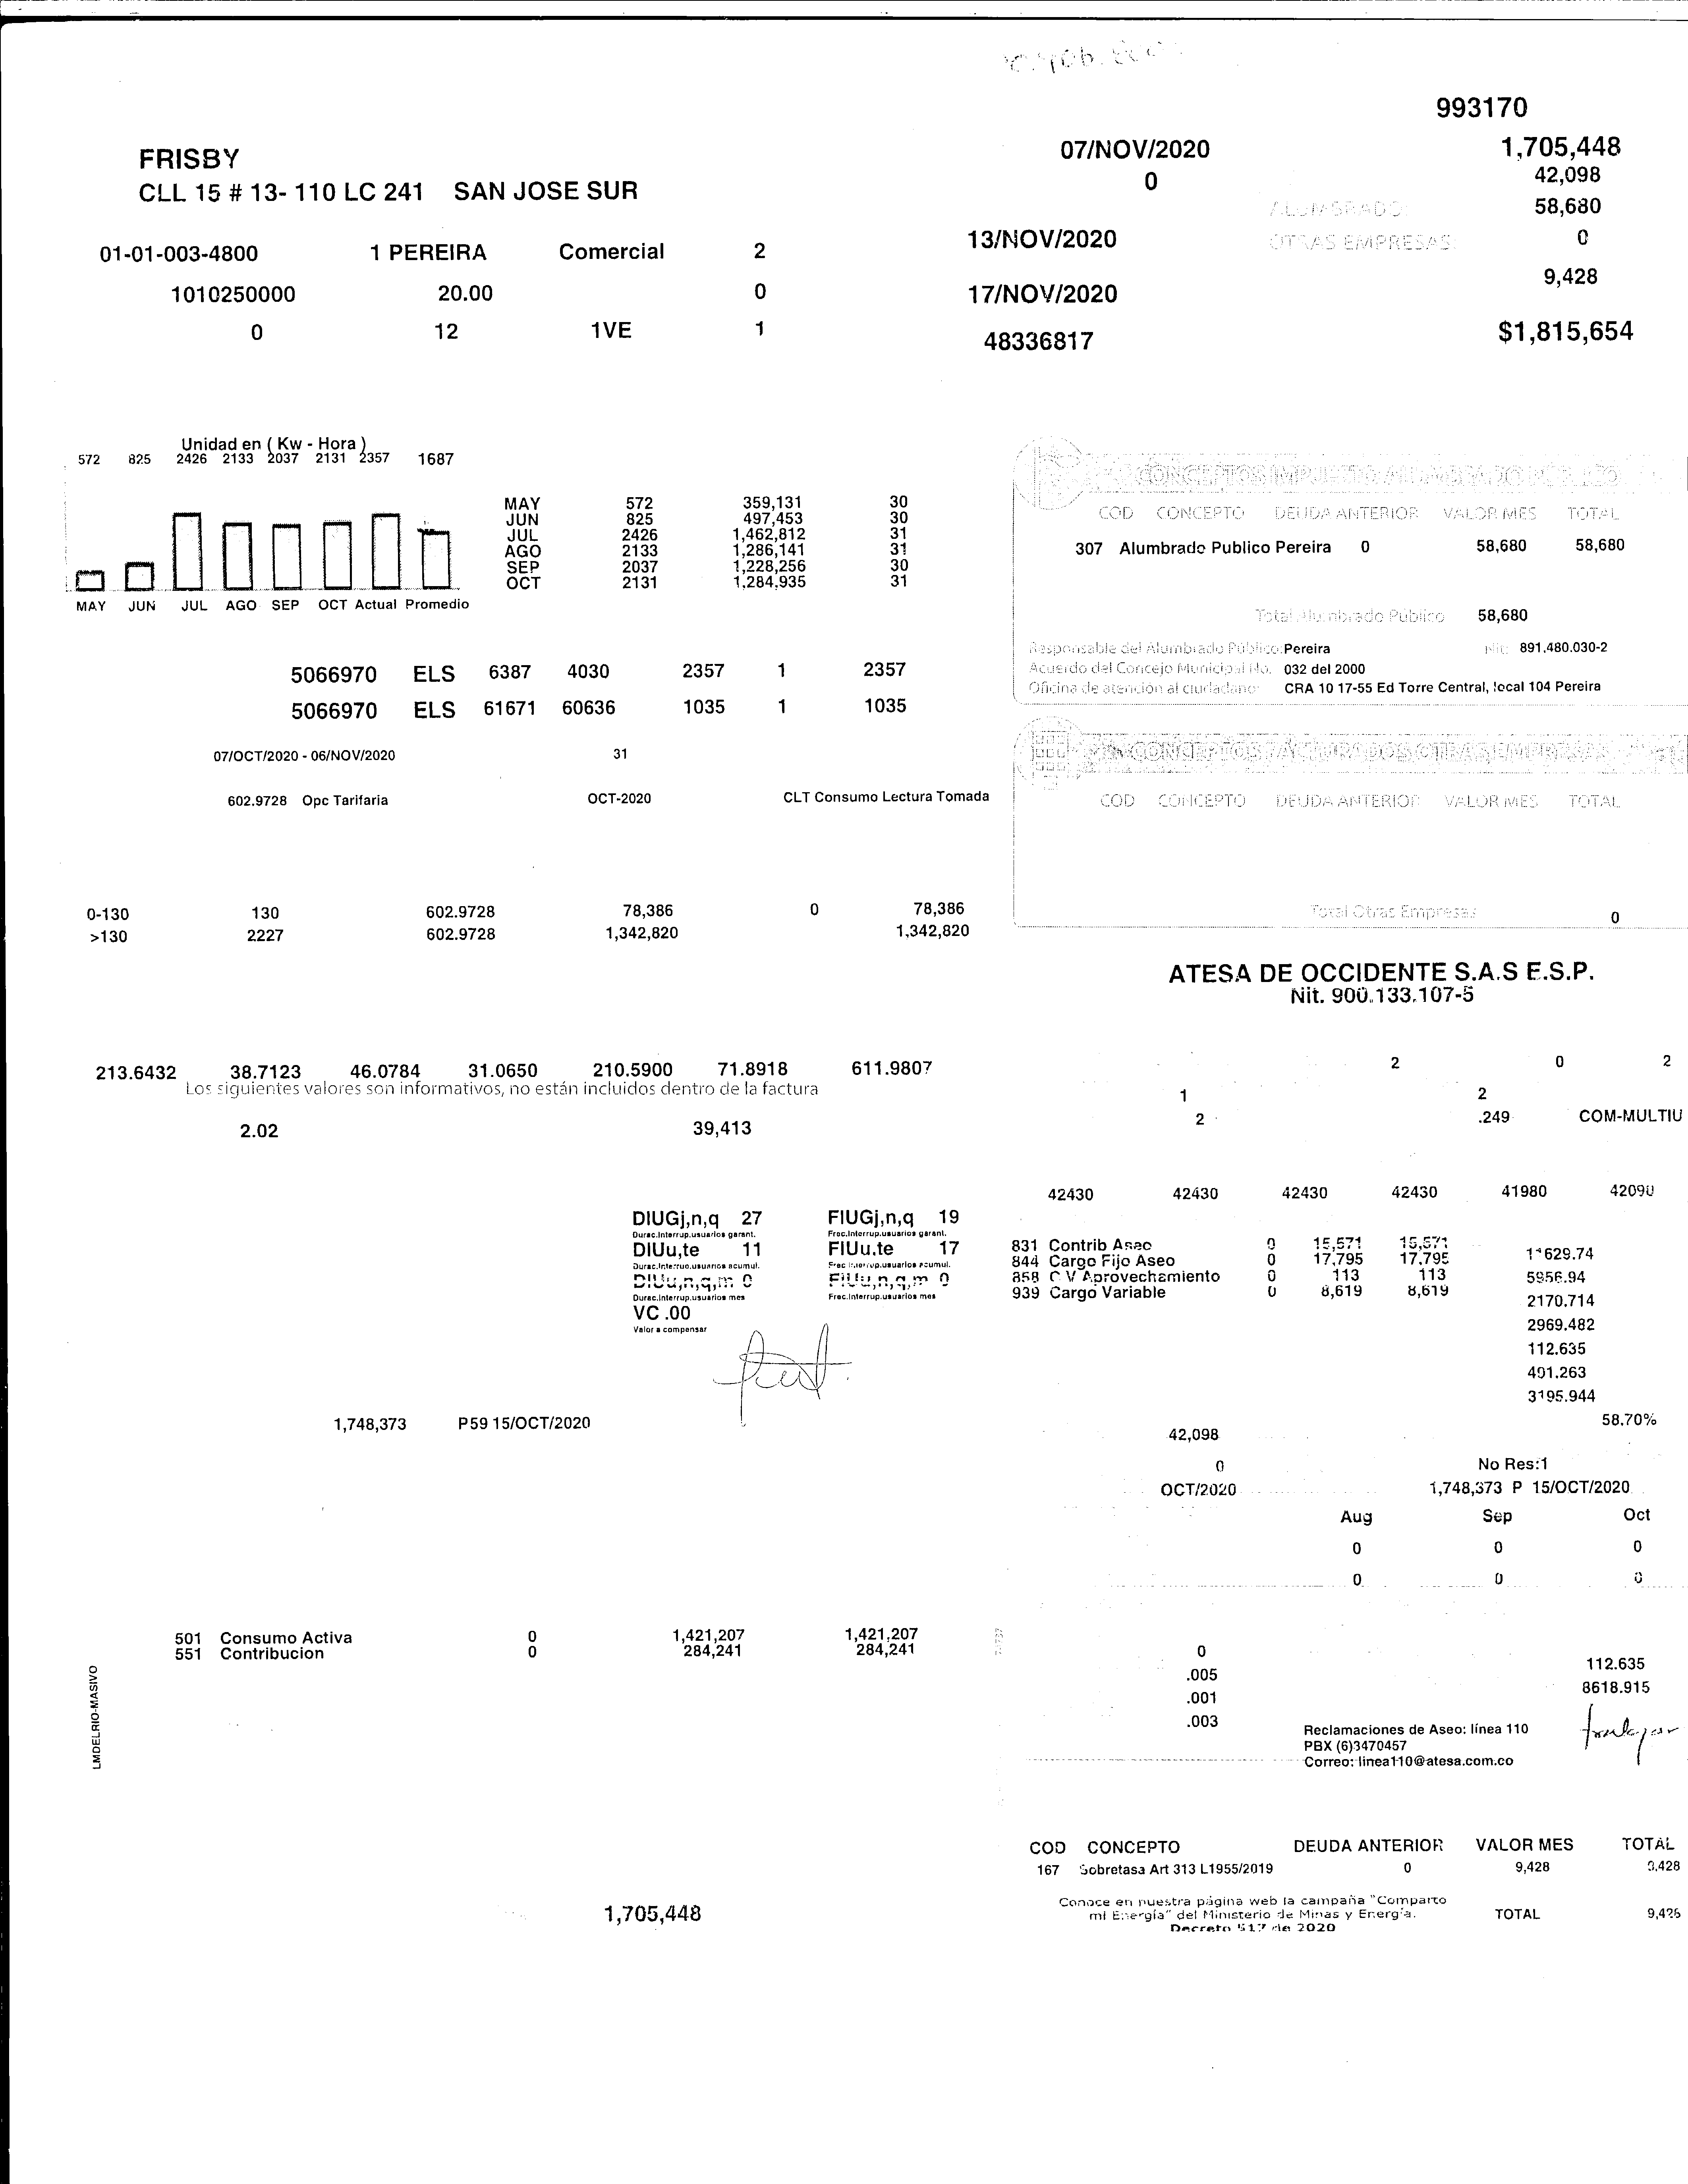 993170
FRISBY
CLL 15 # 13- 110 LC 241 SAN JOSE SUR
07/NOV/2020 1,705,448
0 42,098
ALUMBRADO: 58,680
13/NOV/2020 OTRAS EMPRESAS: 0
01-01-003-4800 1 PEREIRA Comercial 2
9,428
1010250000 20.00 0 17/NOV/2020
0 12 1VE 1 48336817 $1,815,654
Unidad en ( Kw - Hora )
572 825 2426 2133 2037 2131 2357 1687
MAY 572 359,131 30
JUN 825 497,453 30
JUL 2426 1,462,812 31
AGO 2133 1,286,141 31
SEP 2037 1,228,256 30
OCT 2131 1,284,935 31
MAY JUN JUL AGO SEP OCT Actual Promedio
CONCEPTOS IMPUESTO ALUMBRADO PÚBLICO
COD CONCEPTO DEUDA ANTERIOR VALOR MES TOTAL
307 Alumbrado Publico Pereira 0 58,680 58,680
Total Alumbrado Público 58,680
Responsable del Alumbrado Público: Pereira Nit: 891.480.030-2
Acuerdo del Concejo Municipal No. 032 del 2000
Oficina de atención al ciudadano: CRA 10 17-55 Ed Torre Central, local 104 Pereira
5066970 ELS 6387 4030 2357 1 2357
5066970 ELS 61671 60636 1035 1 1035
07/OCT/2020 - 06/NOV/2020 31
602.9728 Opc Tarifaria OCT-2020 CLT Consumo Lectura Tomada
CONCEPTOS FACTURADOS OTRAS EMPRESAS
COD CONCEPTO DEUDA ANTERIOR VALOR MES TOTAL
Total Otras Empresas 0
0-130 130 602.9728 78,386 0 78,386
>130 2227 602.9728 1,342,820 1,342,820
ATESA DE OCCIDENTE S.A.S E.S.P.
Nit. 900.133.107-5
213.6432 38.7123 46.0784 31.0650 210.5900 71.8918 611.9807
Los siguientes valores son informativos, no están incluidos dentro de la factura
2.02 39,413
2 0 2
1 2
2 .249 COM-MULTIU
42430 42430 42430 42430 41980 42090
DIUGj,n,q 27 FIUGj,n,q 19
Durac.Interrup.usuarios garant. Frec.Interrup.usuarios garant.
DIUu,te 11 FIUu.te 17
Durac.Interruc.usuarios acumul. Frec.Interrup.usuarios acumul.
DIUu,n,q,m 0 FIUu,n,q,m 0
Durac.Interrup.usuarios mes Frec.Interrup.usuarios mes
VC .00
Valor a compensar
831 Contrib Aseo 0 15,571 15,571
844 Cargo Fijo Aseo 0 17,795 17,795
858 C V Aprovechamiento 0 113 113
939 Cargo Variable 0 8,619 8,619
11629.74
5956.94
2170.714
2969.482
112.635
401.263
3195.944
58.70%
1,748,373 P59 15/OCT/2020
42,098
0 No Res:1
OCT/2020 1,748,373 P 15/OCT/2020
Aug Sep Oct
0 0 0
0 0 0
501 Consumo Activa 0 1,421,207 1,421,207
551 Contribucion 0 284,241 284,241
LMDELRIO-MASIVO
0
.005 112.635
.001 8618.915
.003
Reclamaciones de Aseo: línea 110
PBX (6)3470457
Correo: linea110@atesa.com.co
COD CONCEPTO DEUDA ANTERIOR VALOR MES TOTAL
167 Sobretasa Art 313 L1955/2019 0 9,428 9,428
Conoce en nuestra página web la campaña "Comparto
mi Energía" del Ministerio de Minas y Energía.
Decreto 517 de 2020
TOTAL 9,428
1,705,448